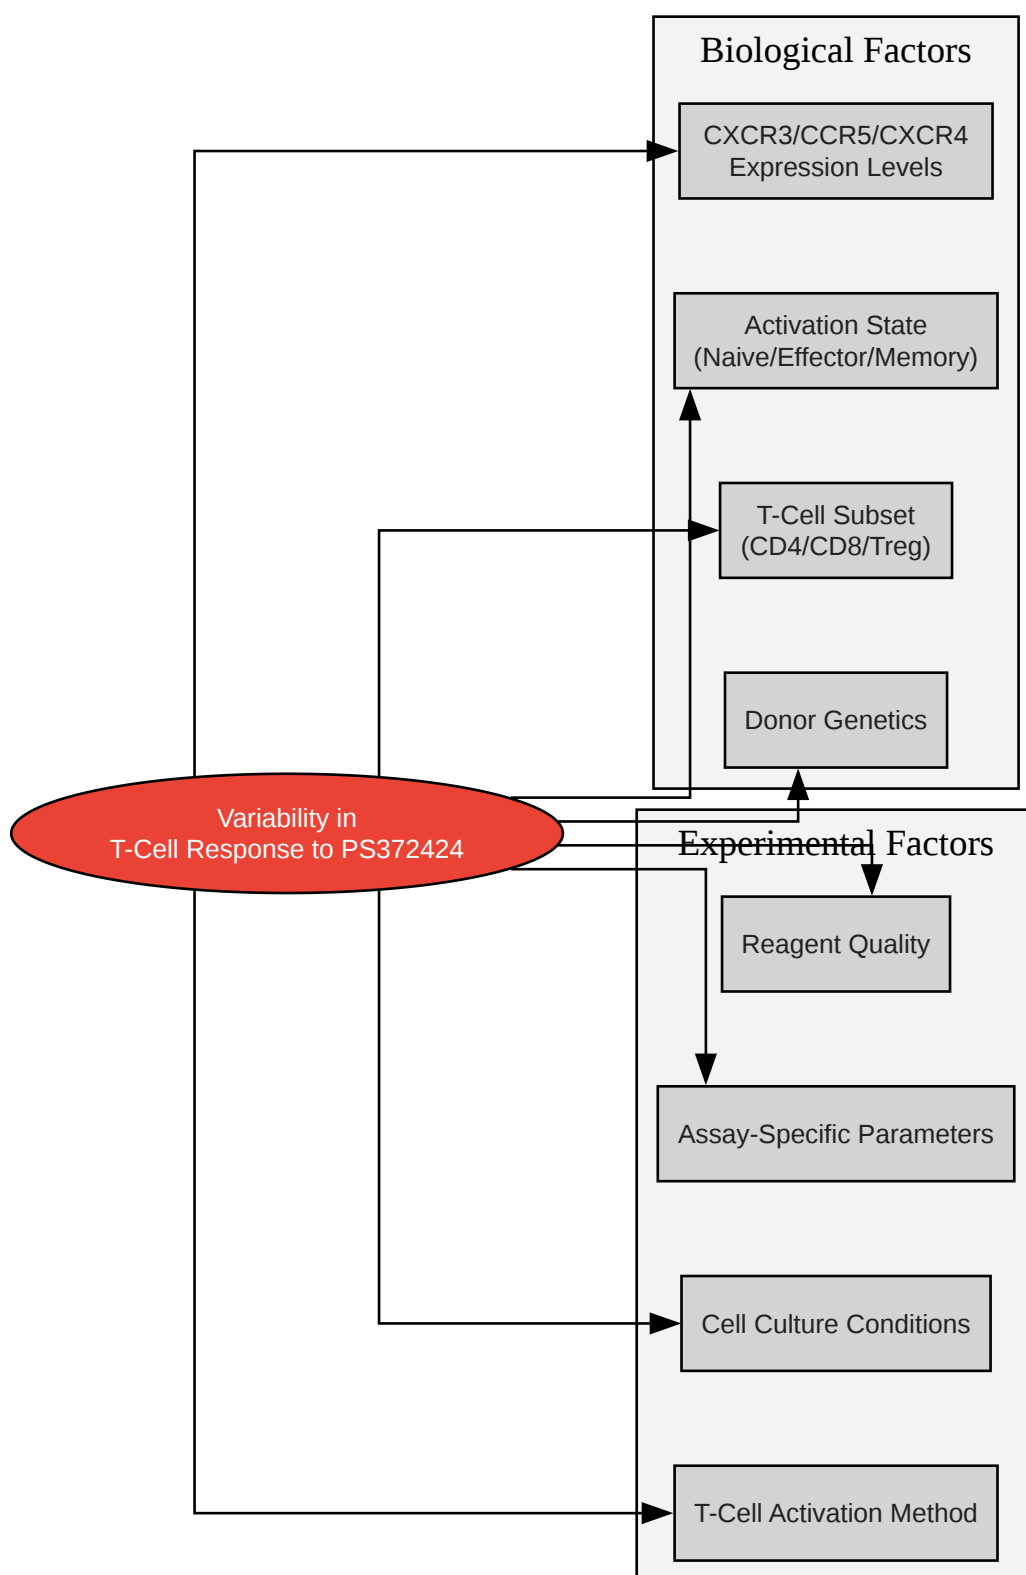 Biological Factors
CXCR3/CCR5/CXCR4
Expression Levels
Activation State
(Naive/Effector/Memory)
T-Cell Subset
(CD4/CD8/Treg)
Donor Genetics
Variability in
T-Cell Response to PS372424
Experimental Factors
Reagent Quality
Assay-Specific Parameters
Cell Culture Conditions
T-Cell Activation Method